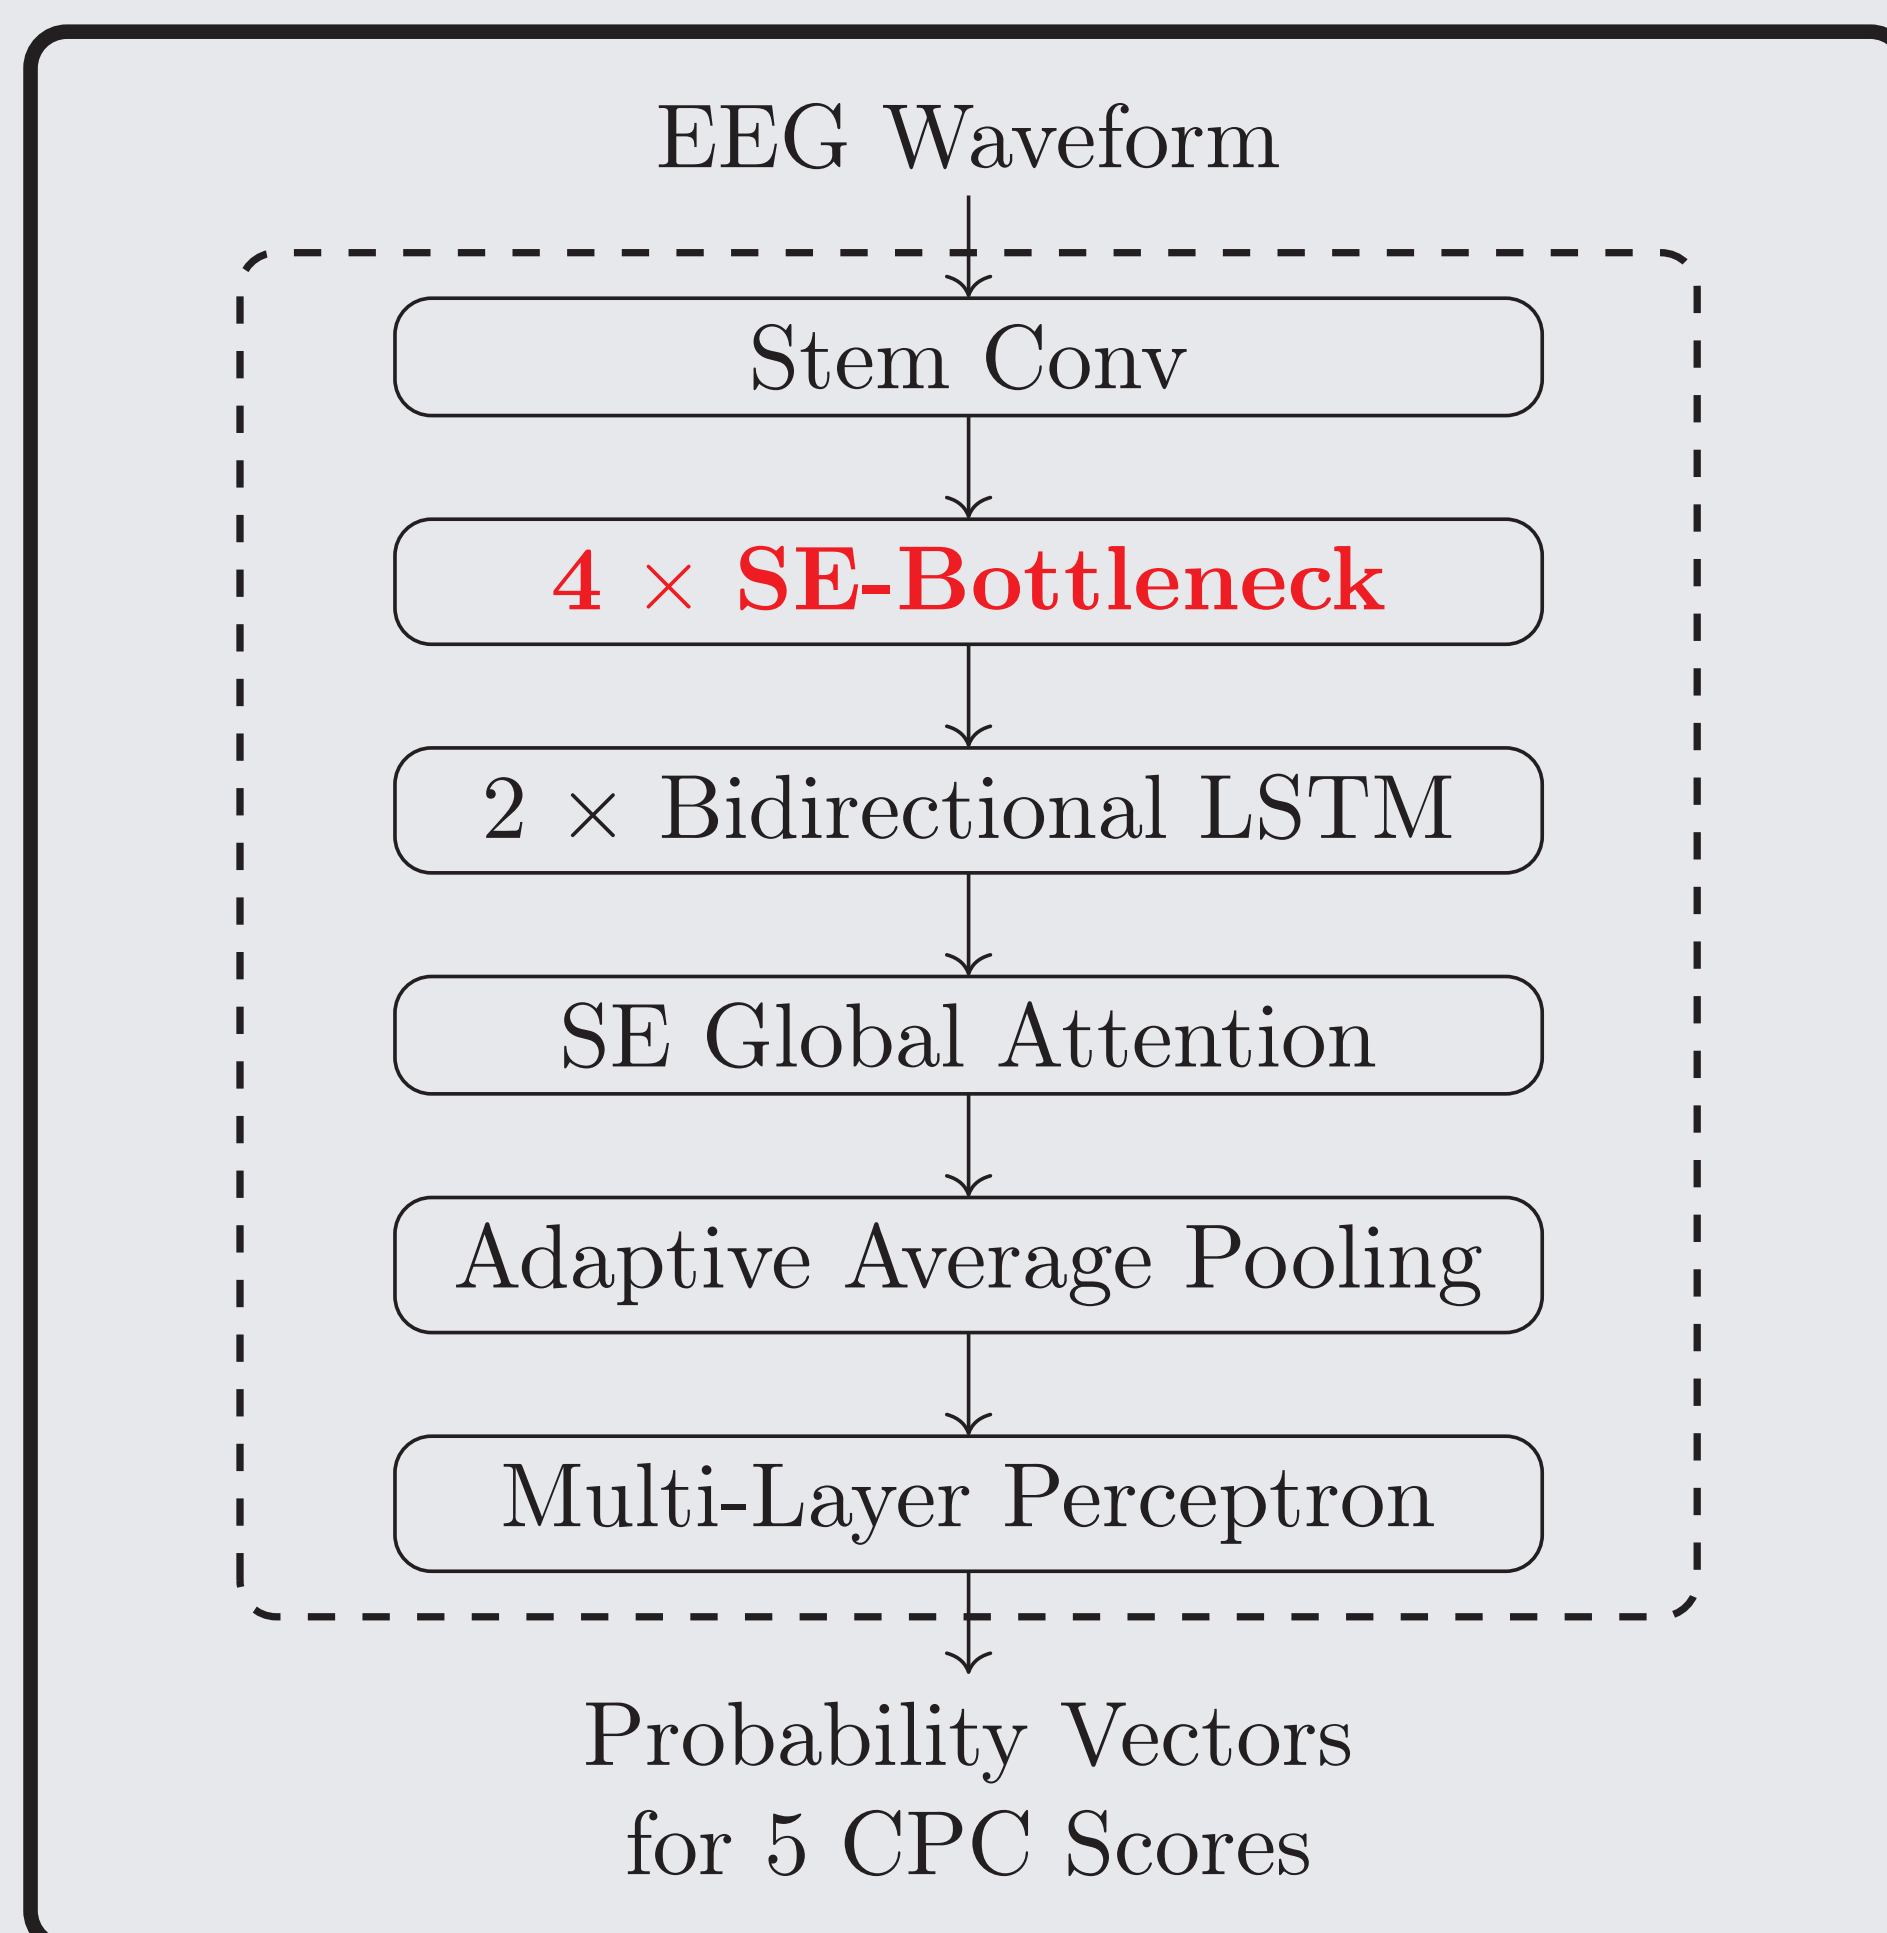 EEG Waveform
Stem Conv
4 × SE-Bottleneck
2 × Bidirectional LSTM
SE Global Attention
Adaptive Average Pooling
Multi-Layer Perceptron
Probability Vectors
for 5 CPC Scores